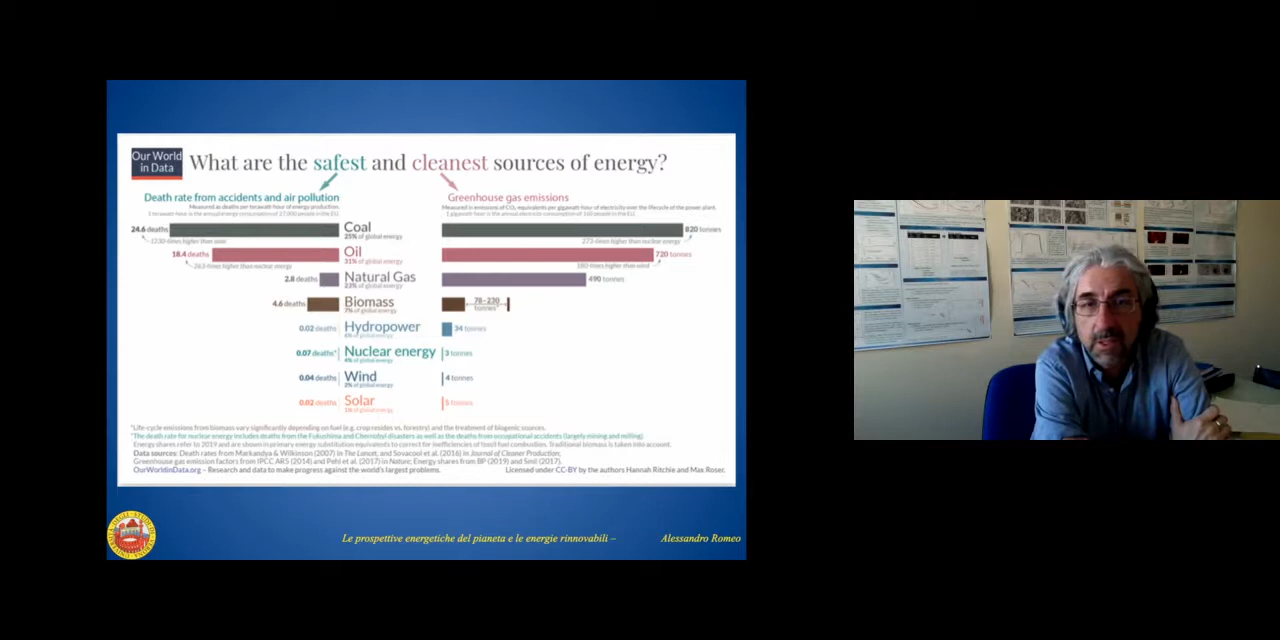 Our World
in Data
What are the safest and cleanest sources of energy?
Death rate from accidents and air pollution
Measured as deaths per terawatt-hour of energy production.
1 terawatt-hour is the annual energy consumption of 27,000 people in the EU.
Greenhouse gas emissions
Measured in emissions of CO₂ equivalents per gigawatt-hour of electricity over the lifecycle of the power plant.
1 gigawatt-hour is the annual electricity consumption of 160 people in the EU.
24.6 deaths
Coal
25% of global energy
820 tonnes
1230-times higher than solar
273-times higher than nuclear energy
18.4 deaths
Oil
31% of global energy
720 tonnes
263-times higher than nuclear energy
180-times higher than wind
2.8 deaths
Natural Gas
23% of global energy
490 tonnes
4.6 deaths
Biomass
7% of global energy
78-230
tonnes*
0.02 deaths
Hydropower
6% of global energy
34 tonnes
0.07 deaths*
Nuclear energy
4% of global energy
3 tonnes
0.04 deaths
Wind
2% of global energy
4 tonnes
0.02 deaths
Solar
1% of global energy
5 tonnes
*Life-cycle emissions from biomass vary significantly depending on fuel (e.g. crop resides vs. forestry) and the treatment of biogenic sources.
*The death rate for nuclear energy includes deaths from the Fukushima and Chernobyl disasters as well as the deaths from occupational accidents (largely mining and milling).
Energy shares refer to 2019 and are shown in primary energy substitution equivalents to correct for inefficiencies of fossil fuel combustion. Traditional biomass is taken into account.
Data sources: Death rates from Markandya & Wilkinson (2007) in The Lancet, and Sovacool et al. (2016) in Journal of Cleaner Production;
Greenhouse gas emission factors from IPCC AR5 (2014) and Pehl et al. (2017) in Nature; Energy shares from BP (2019) and Smil (2017).
OurWorldinData.org – Research and data to make progress against the world's largest problems.
Licensed under CC-BY by the authors Hannah Ritchie and Max Roser.
Le prospettive energetiche del pianeta e le energie rinnovabili –
Alessandro Romeo